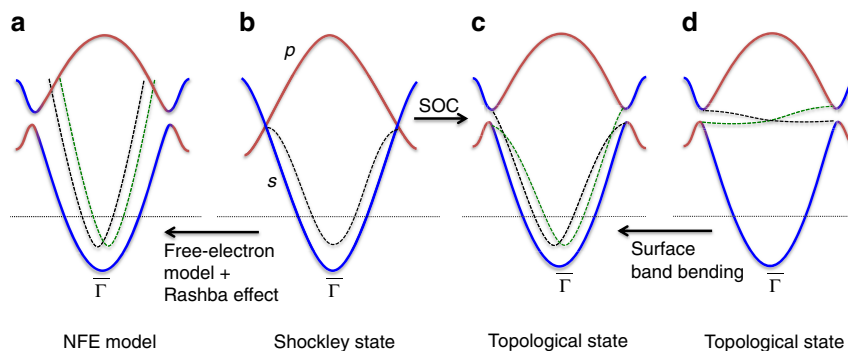 a
b
c
d
p
SOC
s
Free-electron
model +
Rashba effect
Surface
band bending
Γ̅
Γ̅
Γ̅
Γ̅
NFE model
Shockley state
Topological state
Topological state